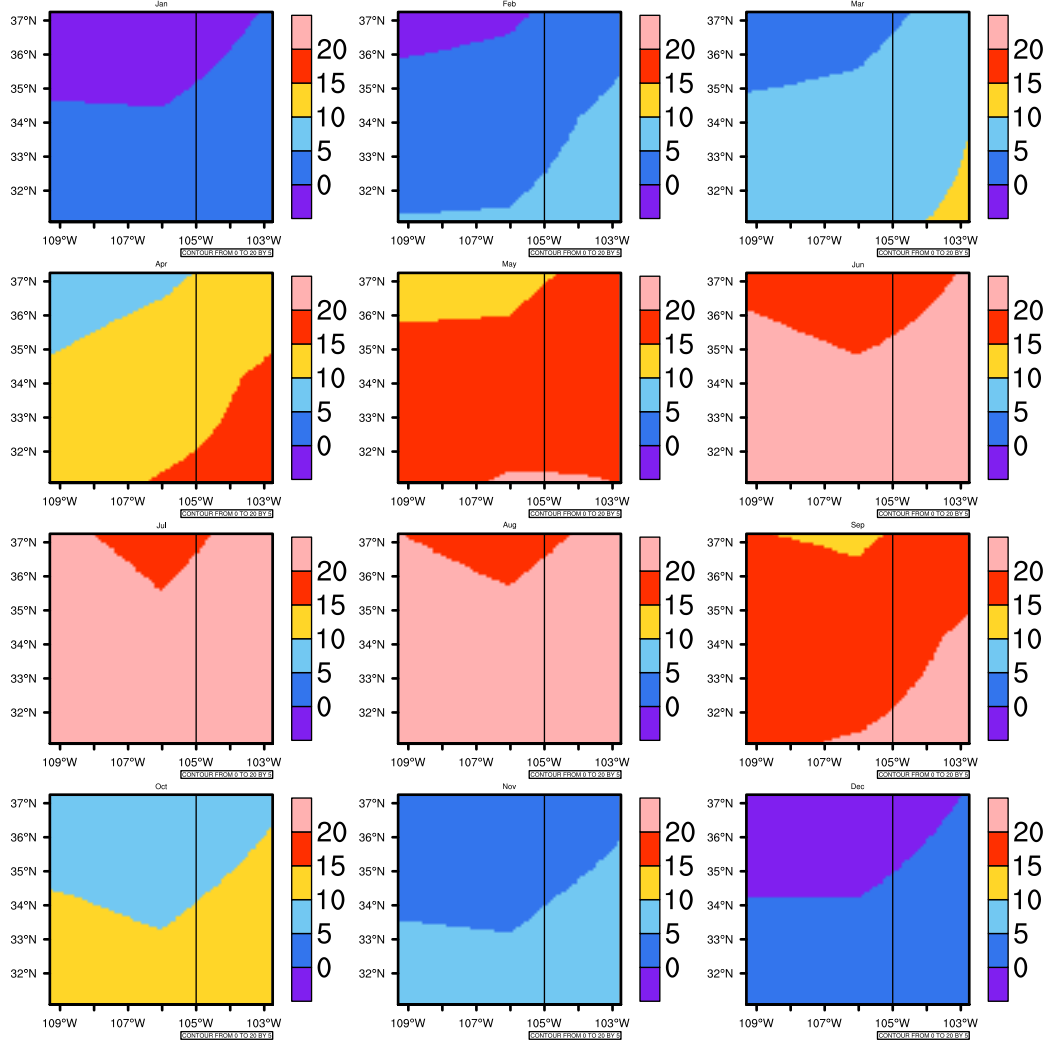 Jan Feb Mar
37°N 37°N 37°N
20 20 20
36°N 36°N 36°N
15 15 15
35°N 35°N 35°N
10 10 10
34°N 34°N 34°N
5 5 5
33°N 33°N 33°N
0 0 0
32°N 32°N 32°N
109°W 107°W 105°W 103°W 109°W 107°W 105°W 103°W 109°W 107°W 105°W 103°W
CONTOUR FROM 0 TO 20 BY 5 CONTOUR FROM 0 TO 20 BY 5 CONTOUR FROM 0 TO 20 BY 5
Apr May Jun
37°N 37°N 37°N
20 20 20
36°N 36°N 36°N
15 15 15
35°N 35°N 35°N
10 10 10
34°N 34°N 34°N
5 5 5
33°N 33°N 33°N
0 0 0
32°N 32°N 32°N
109°W 107°W 105°W 103°W 109°W 107°W 105°W 103°W 109°W 107°W 105°W 103°W
CONTOUR FROM 0 TO 20 BY 5 CONTOUR FROM 0 TO 20 BY 5 CONTOUR FROM 0 TO 20 BY 5
Jul Aug Sep
37°N 37°N 37°N
20 20 20
36°N 36°N 36°N
15 15 15
35°N 35°N 35°N
10 10 10
34°N 34°N 34°N
5 5 5
33°N 33°N 33°N
0 0 0
32°N 32°N 32°N
109°W 107°W 105°W 103°W 109°W 107°W 105°W 103°W 109°W 107°W 105°W 103°W
CONTOUR FROM 0 TO 20 BY 5 CONTOUR FROM 0 TO 20 BY 5 CONTOUR FROM 0 TO 20 BY 5
Oct Nov Dec
37°N 37°N 37°N
20 20 20
36°N 36°N 36°N
15 15 15
35°N 35°N 35°N
10 10 10
34°N 34°N 34°N
5 5 5
33°N 33°N 33°N
0 0 0
32°N 32°N 32°N
109°W 107°W 105°W 103°W 109°W 107°W 105°W 103°W 109°W 107°W 105°W 103°W
CONTOUR FROM 0 TO 20 BY 5 CONTOUR FROM 0 TO 20 BY 5 CONTOUR FROM 0 TO 20 BY 5